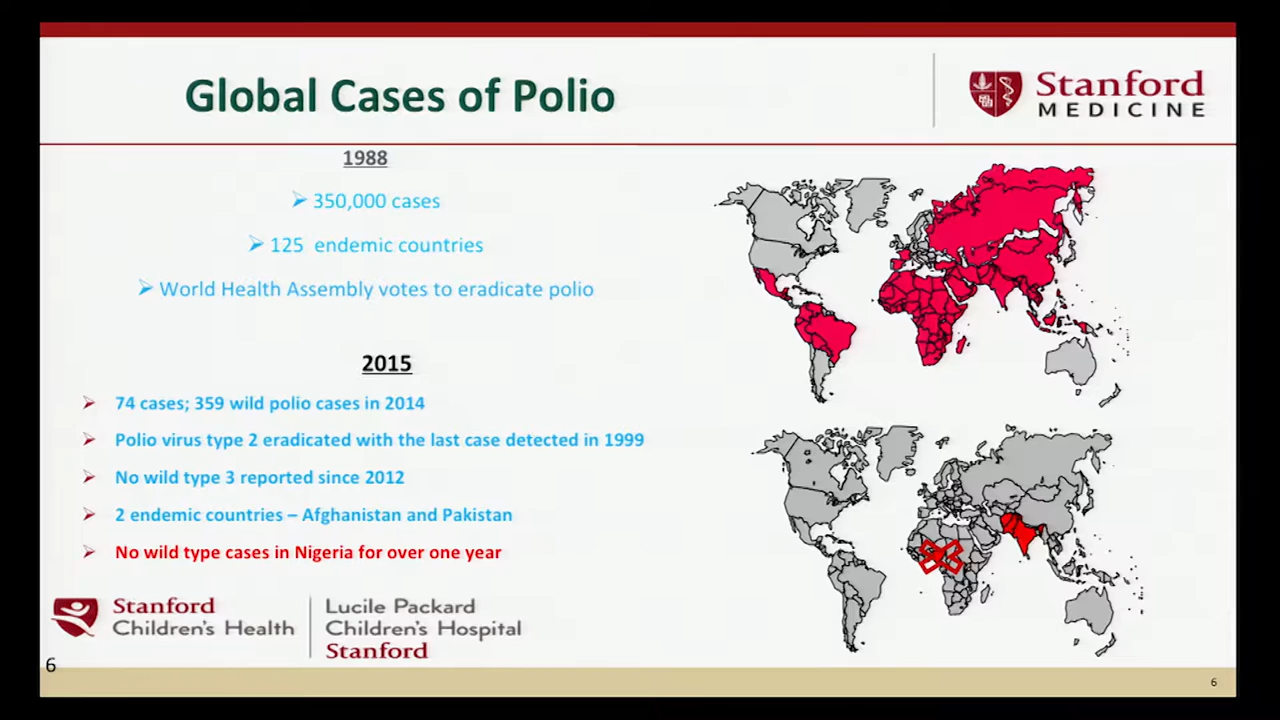 Global Cases of Polio
Stanford
MEDICINE
1988
➢ 350,000 cases
➢ 125 endemic countries
➢ World Health Assembly votes to eradicate polio
2015
➢ 74 cases; 359 wild polio cases in 2014
➢ Polio virus type 2 eradicated with the last case detected in 1999
➢ No wild type 3 reported since 2012
➢ 2 endemic countries – Afghanistan and Pakistan
➢ No wild type cases in Nigeria for over one year
Stanford
Children's Health
Lucile Packard
Children's Hospital
Stanford
6
6